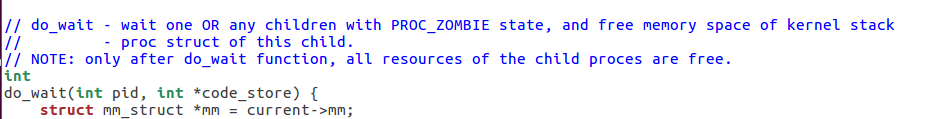 // do_wait - wait one OR any children with PROC_ZOMBIE state, and free memory space of kernel stack
//         - proc struct of this child.
// NOTE: only after do_wait function, all resources of the child proces are free.
int
do_wait(int pid, int *code_store) {
    struct mm_struct *mm = current->mm;